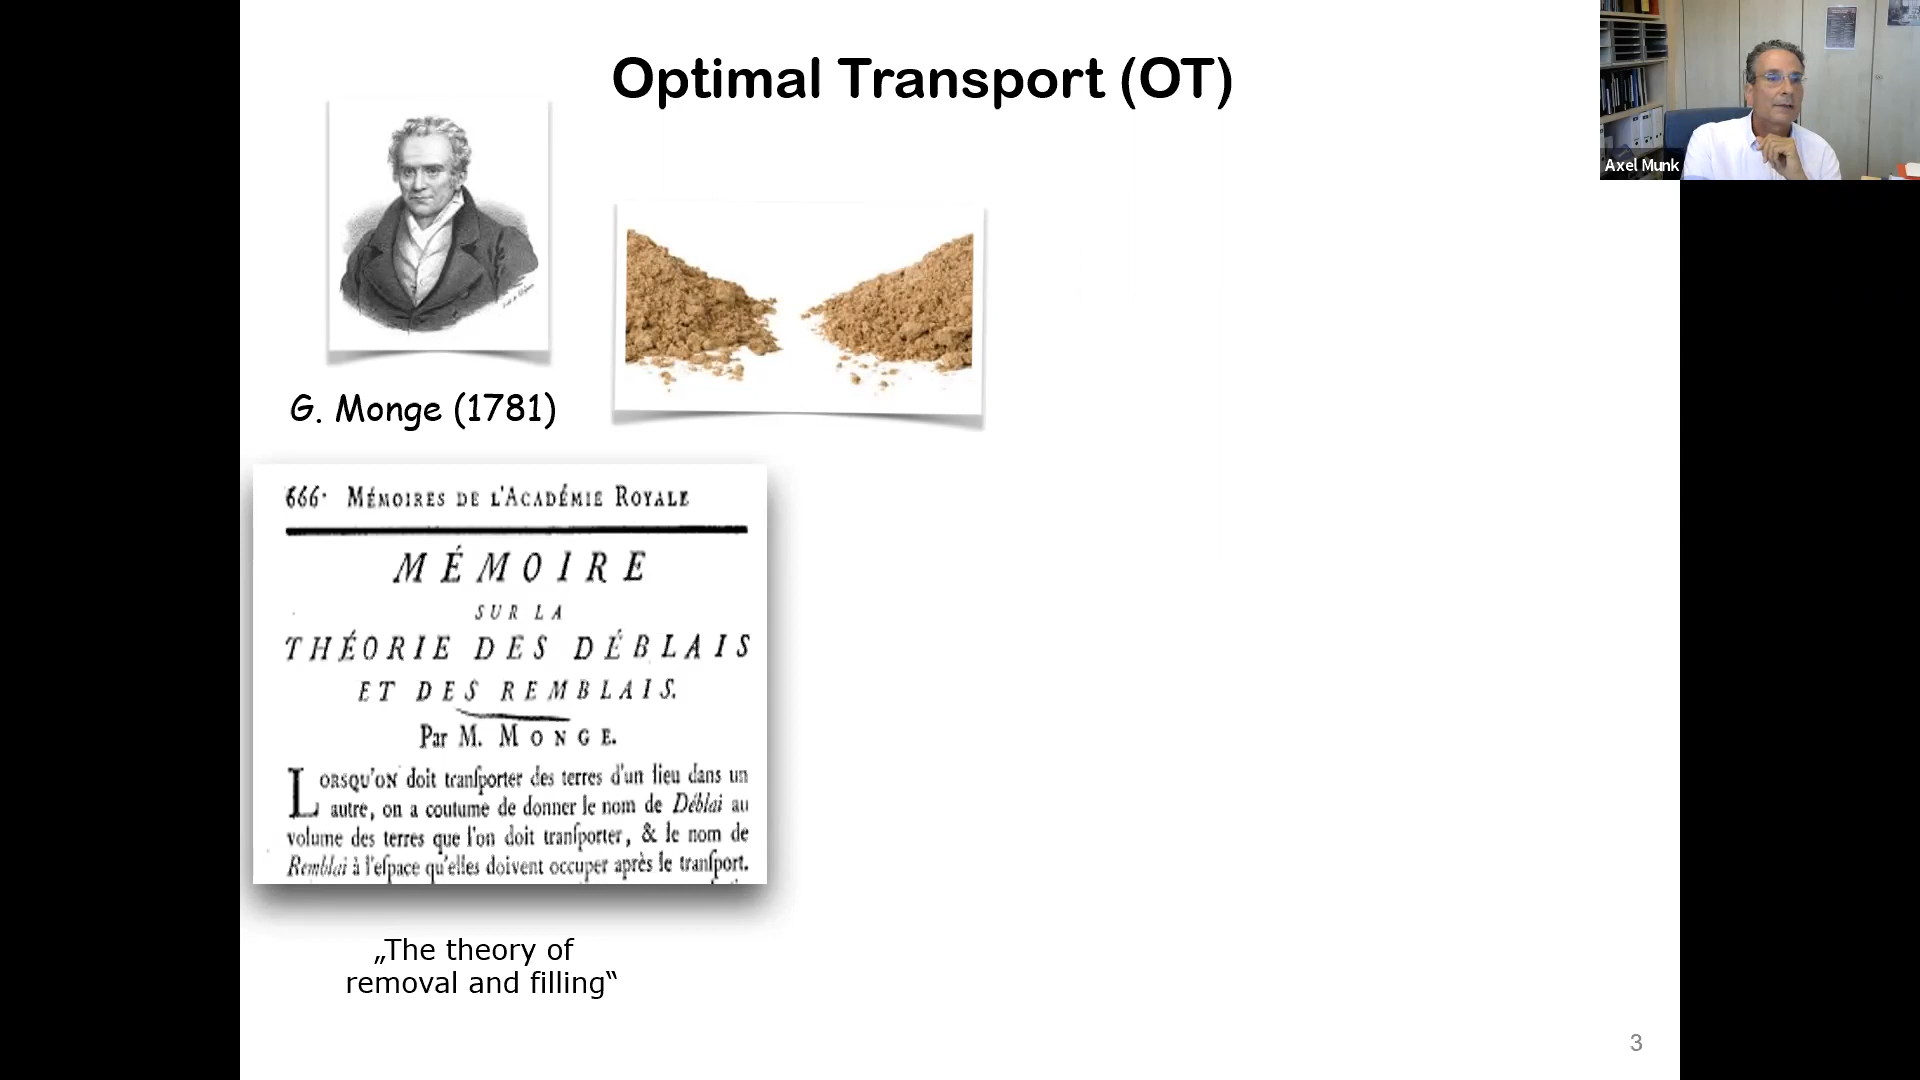 Optimal Transport (OT)
Axel Munk
G. Monge (1781)
666. MÉMOIRES DE L'ACADÉMIE ROYALE
MÉMOIRE
SUR LA
THÉORIE DES DÉBLAIS
ET DES REMBLAIS.
Par M. MONGE.
LORSQU'ON doit tranſporter des terres d'un lieu dans un
autre, on a coutume de donner le nom de Déblai au
volume des terres que l'on doit tranſporter, & le nom de
Remblai à l'eſpace qu'elles doivent occuper après le tranſport.
„The theory of
removal and filling“
3